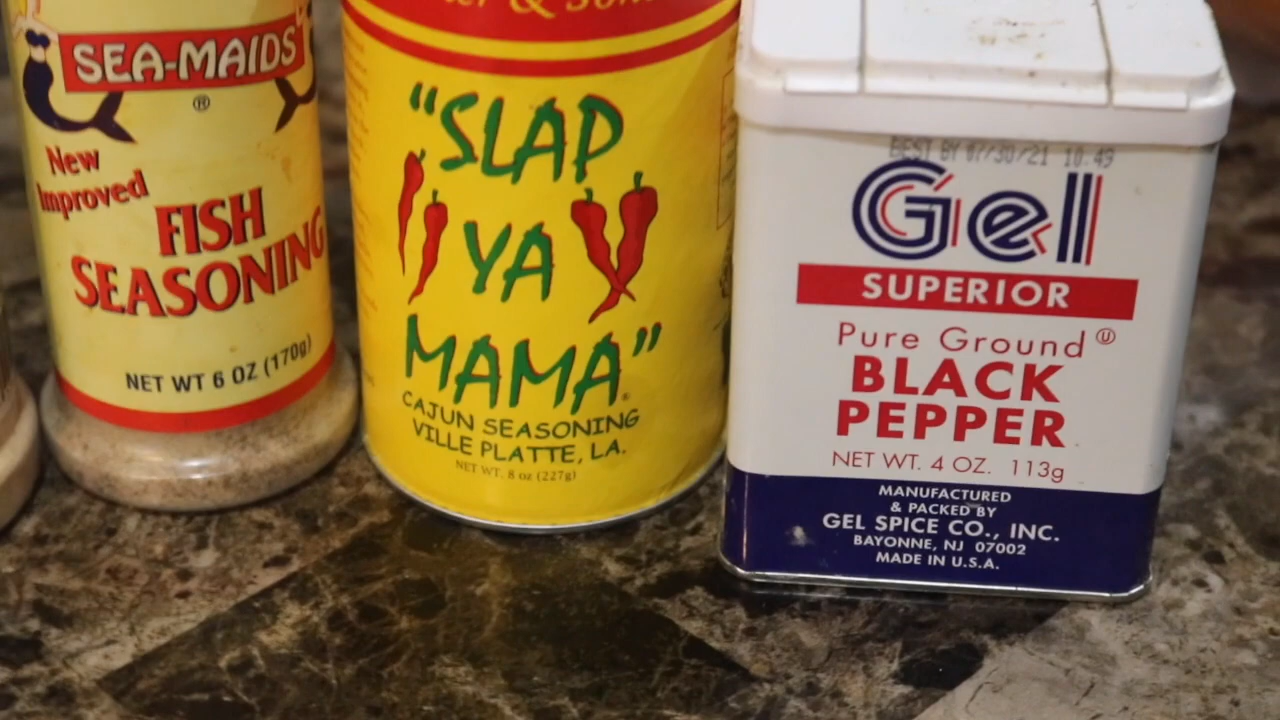 SEA-MAIDS
®
New
Improved
FISH
SEASONING
NET WT 6 OZ (170g)
"SLAP
YA
MAMA"®
CAJUN SEASONING
VILLE PLATTE, LA.
NET WT. 8 oz (227g)
BEST BY 07/30/21 10:49
Gel
SUPERIOR
Pure Ground Ⓤ
BLACK
PEPPER
NET WT. 4 OZ. 113g
MANUFACTURED
& PACKED BY
GEL SPICE CO., INC.
BAYONNE, NJ 07002
MADE IN U.S.A.